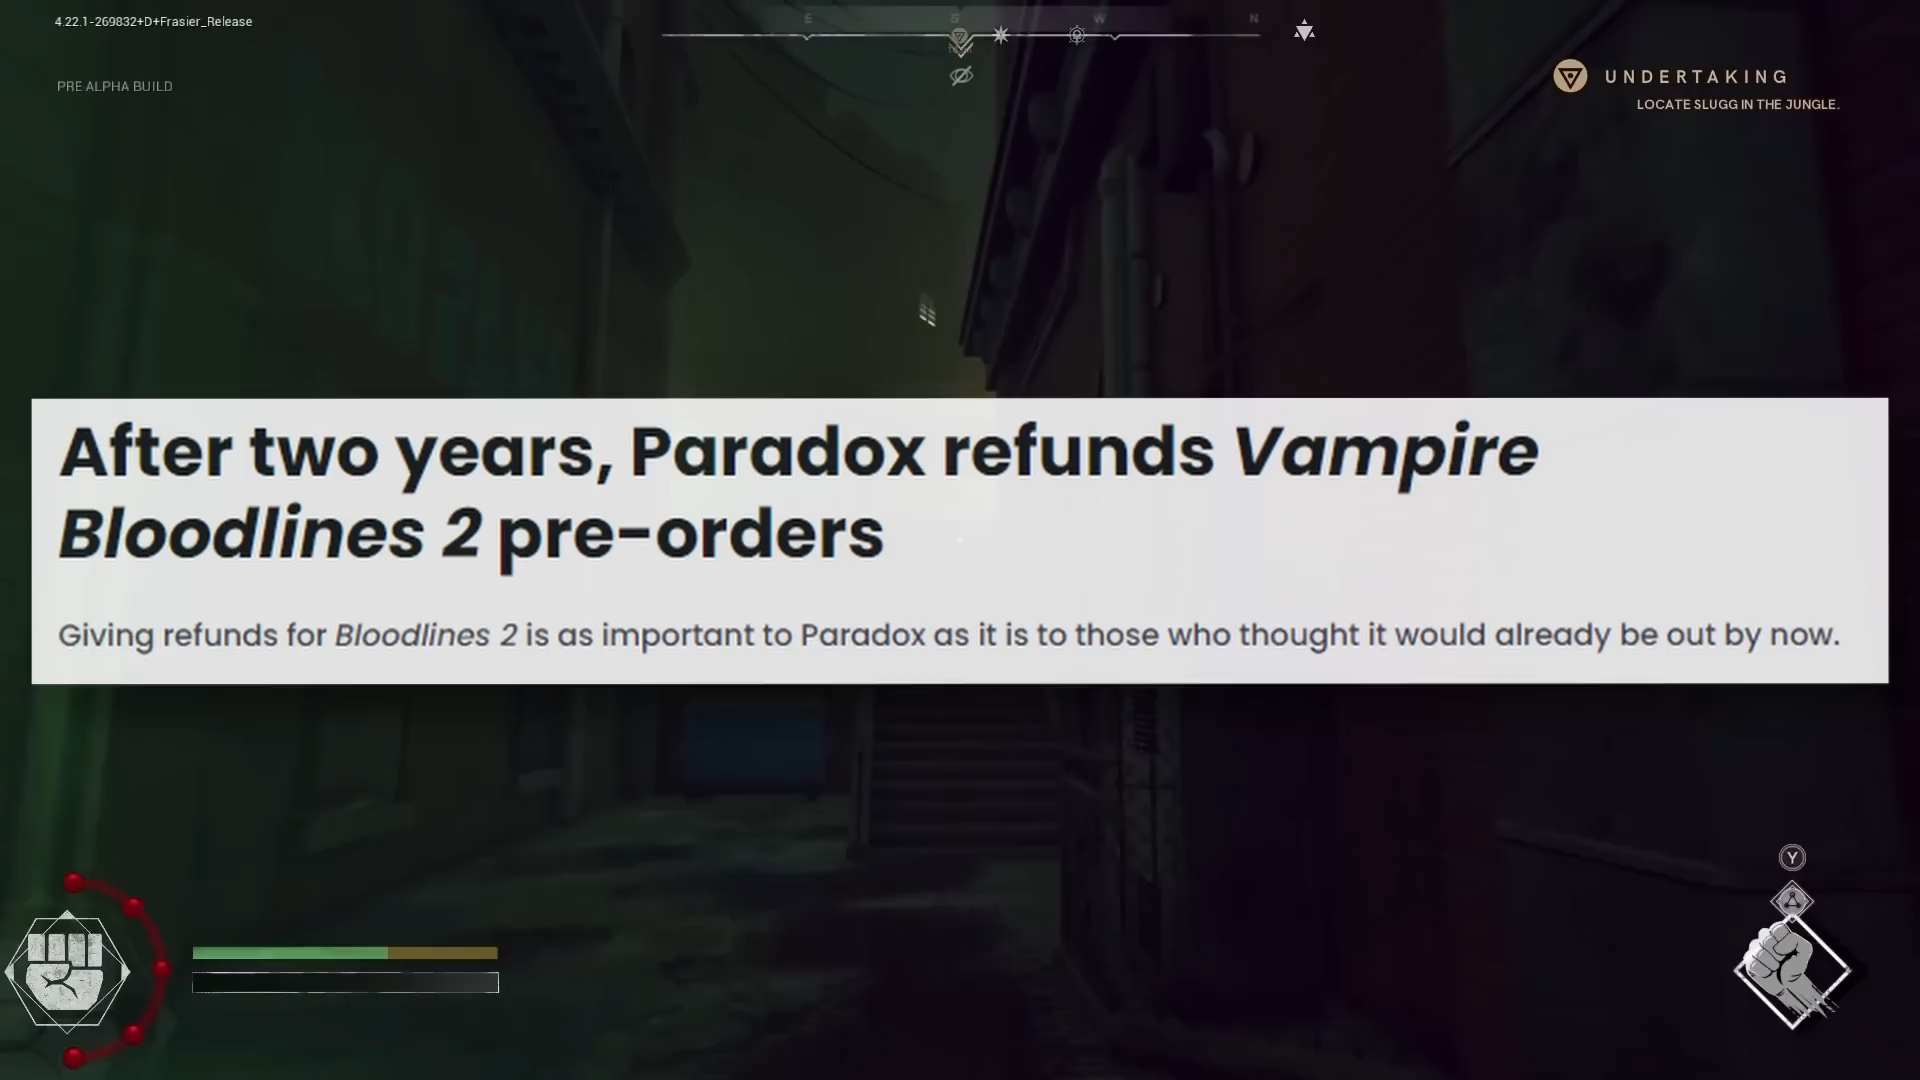 4.22.1-269832+D+Frasier_Release
E S W N
PRE ALPHA BUILD
UNDERTAKING
LOCATE SLUGG IN THE JUNGLE.
After two years, Paradox refunds Vampire
Bloodlines 2 pre-orders
Giving refunds for Bloodlines 2 is as important to Paradox as it is to those who thought it would already be out by now.
Y